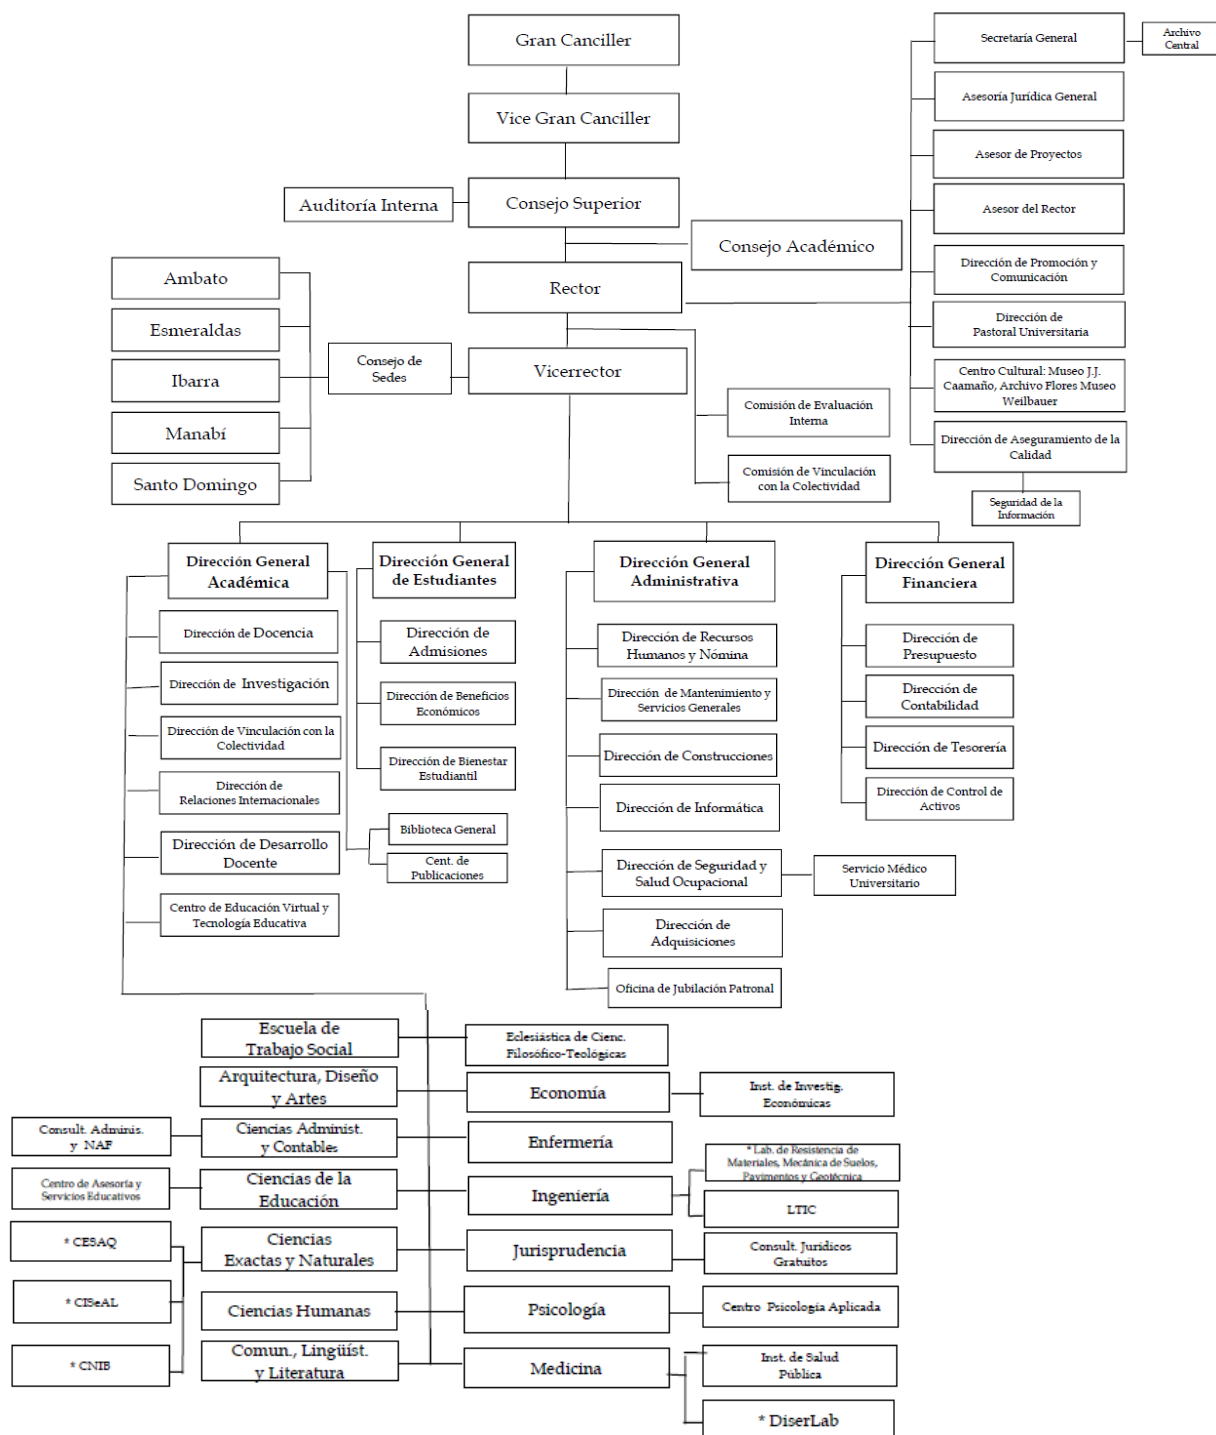 Gran Canciller
Vice Gran Canciller
Auditoría Interna
Consejo Superior
Consejo Académico
Rector
Vicerrector
Consejo de
Sedes
Ambato
Esmeraldas
Ibarra
Manabí
Santo Domingo
Comisión de Evaluación
Interna
Comisión de Vinculación
con la Colectividad
Secretaría General
Archivo
Central
Asesoría Jurídica General
Asesor de Proyectos
Asesor del Rector
Dirección de Promoción y
Comunicación
Dirección de
Pastoral Universitaria
Centro Cultural: Museo J.J.
Caamaño, Archivo Flores Museo
Weilbauer
Dirección de Aseguramiento de la
Calidad
Seguridad de la
Información
Dirección General
Académica
Dirección de Docencia
Dirección de Investigación
Dirección de Vinculación con la
Colectividad
Dirección de
Relaciones Internacionales
Dirección de Desarrollo
Docente
Centro de Educación Virtual y
Tecnología Educativa
Dirección General
de Estudiantes
Dirección de
Admisiones
Dirección de Beneficios
Económicos
Dirección de Bienestar
Estudiantil
Biblioteca General
Cent. de
Publicaciones
Dirección General
Administrativa
Dirección de Recursos
Humanos y Nómina
Dirección de Mantenimiento y
Servicios Generales
Dirección de Construcciones
Dirección de Informática
Dirección de Seguridad y
Salud Ocupacional
Servicio Médico
Universitario
Dirección de
Adquisiciones
Oficina de Jubilación Patronal
Dirección General
Financiera
Dirección de
Presupuesto
Dirección de
Contabilidad
Dirección de Tesorería
Dirección de Control de
Activos
Escuela de
Trabajo Social
Eclesiástica de Cienc.
Filosófico-Teológicas
Arquitectura, Diseño
y Artes
Economía
Inst. de Investig.
Económicas
Consult. Adminis.
y NAF
Ciencias Administ.
y Contables
Enfermería
Centro de Asesoría y
Servicios Educativos
Ciencias de la
Educación
Ingeniería
* Lab. de Resistencia de
Materiales, Mecánica de Suelos,
Pavimentos y Geotécnica
LTIC
* CESAQ
* CISeAL
* CNIB
Ciencias
Exactas y Naturales
Jurisprudencia
Consult. Jurídicos
Gratuitos
Ciencias Humanas
Psicología
Centro Psicología Aplicada
Comun., Lingüíst.
y Literatura
Medicina
Inst. de Salud
Pública
* DiserLab